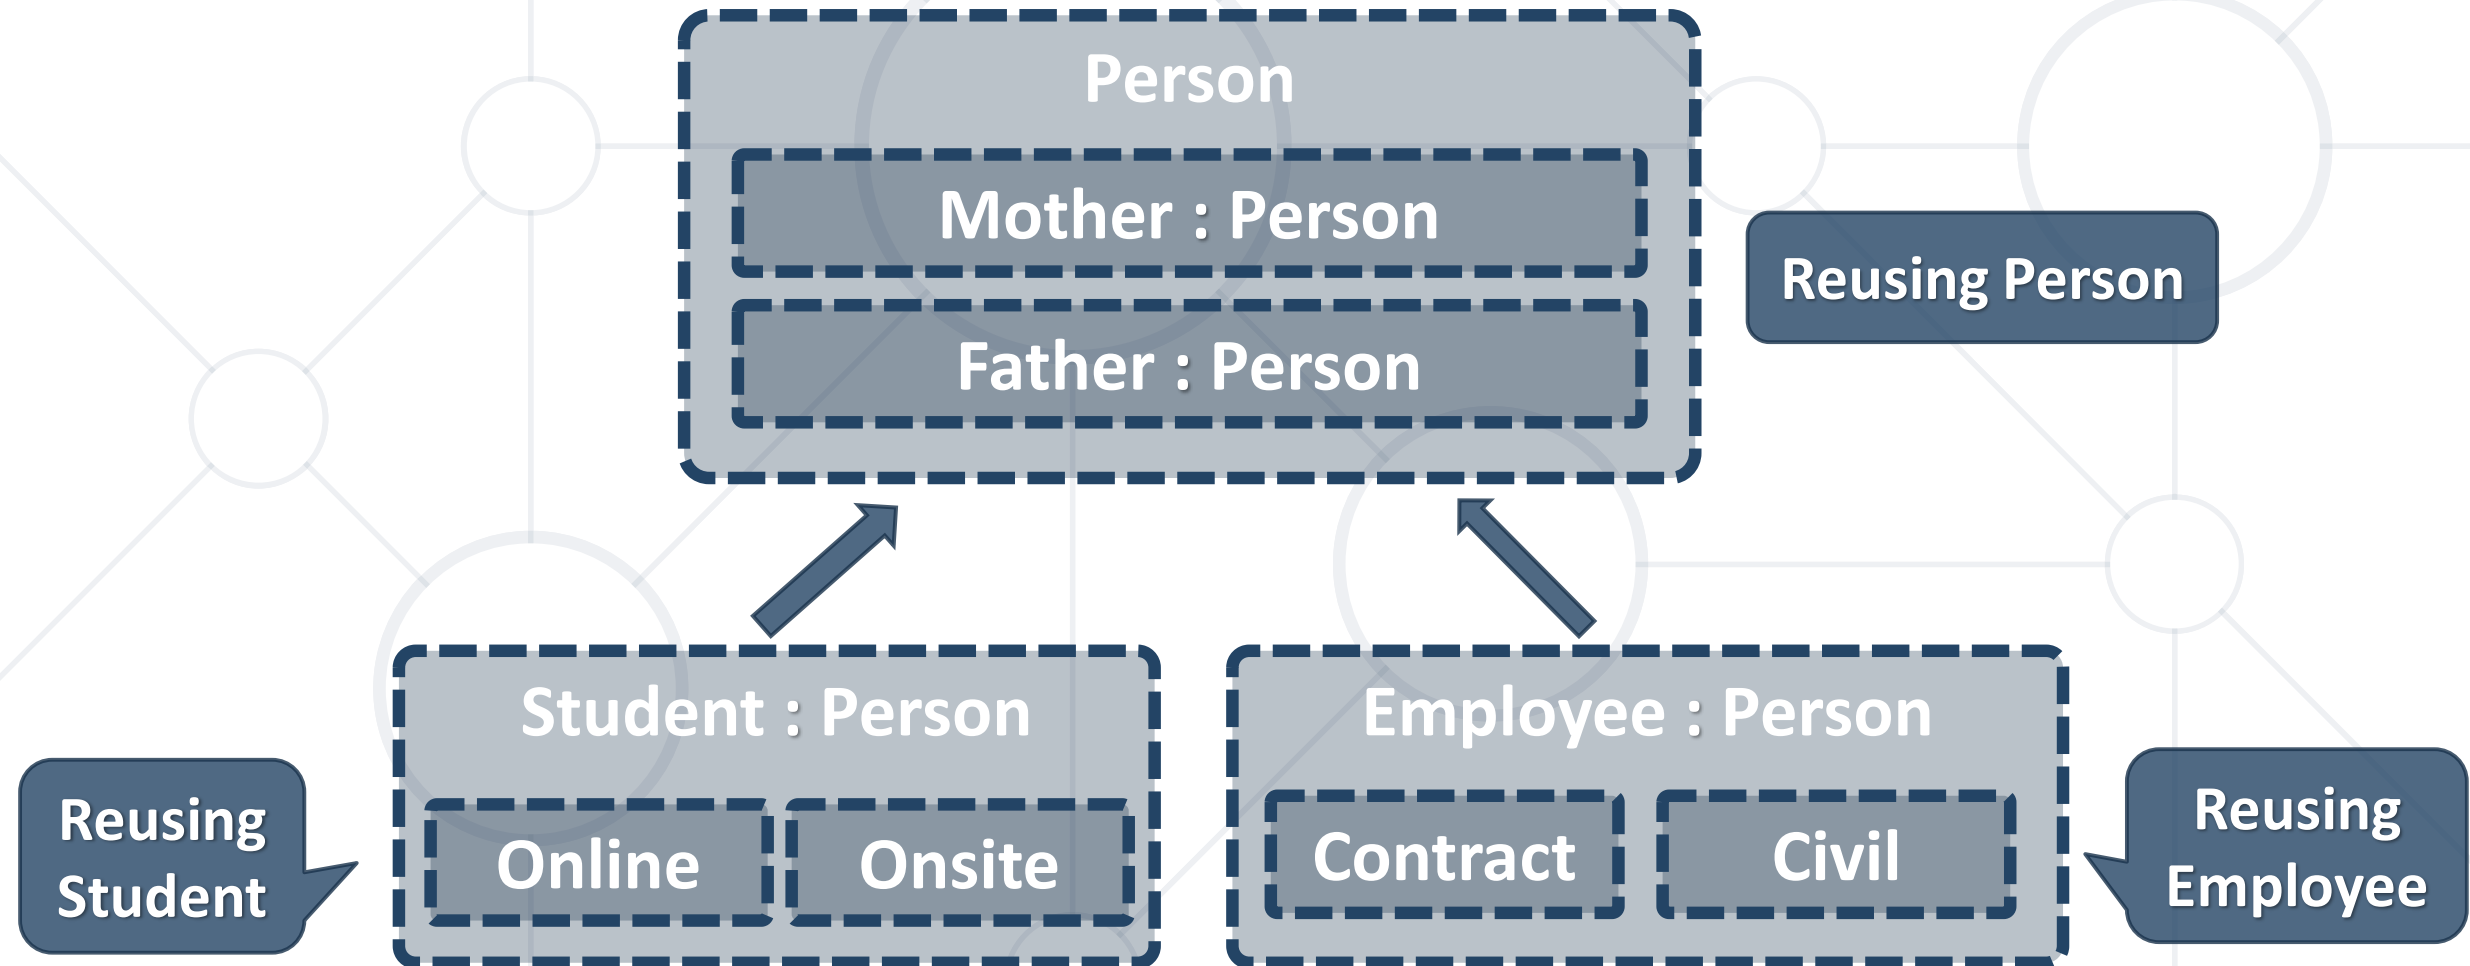 Person
Mother : Person
Father : Person
Reusing Person
Student : Person
Online
Onsite
Reusing
Student
Employee : Person
Contract
Civil
Reusing
Employee